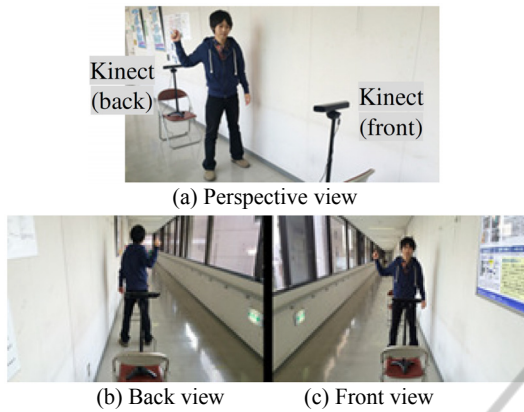 Kinect
(back)
Kinect
(front)
(a) Perspective view
(b) Back view
(c) Front view